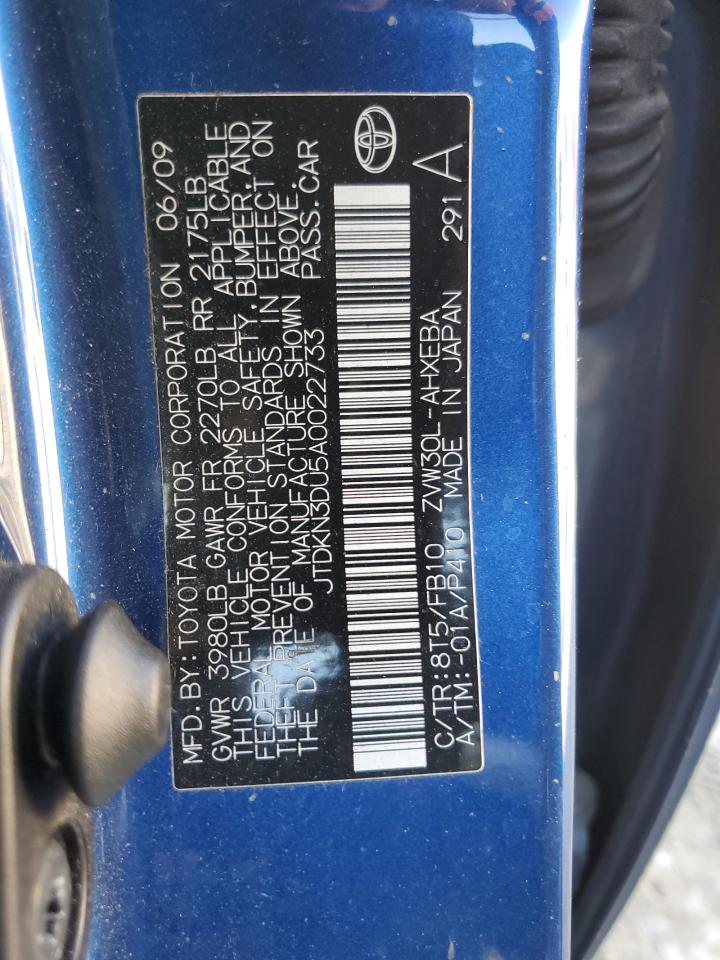 MFD. BY: TOYOTA MOTOR CORPORATION 06/09
GVWR 3980LB GAWR FR 2270LB RR 2175LB
THIS VEHICLE CONFORMS TO ALL APPLICABLE
FEDERAL MOTOR VEHICLE SAFETY, BUMPER, AND
THEFT PREVENTION STANDARDS IN EFFECT ON
THE DATE OF MANUFACTURE SHOWN ABOVE.
JTDKN3DU5A0022733 PASS. CAR
C/TR: 8T5/FB10 ZVW30L-AHXEBA 291 A
A/TM: -01A/P410 MADE IN JAPAN